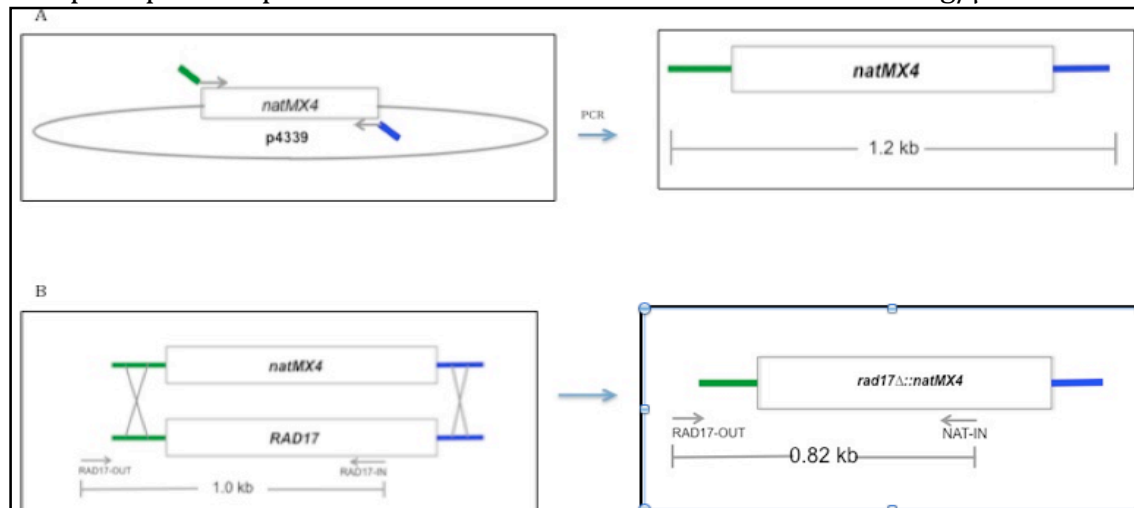 A
natMX4
p4339
PCR
natMX4
1.2 kb
B
natMX4
RAD17
RAD17-OUT
RAD17-IN
1.0 kb
rad17Δ::natMX4
RAD17-OUT
NAT-IN
0.82 kb